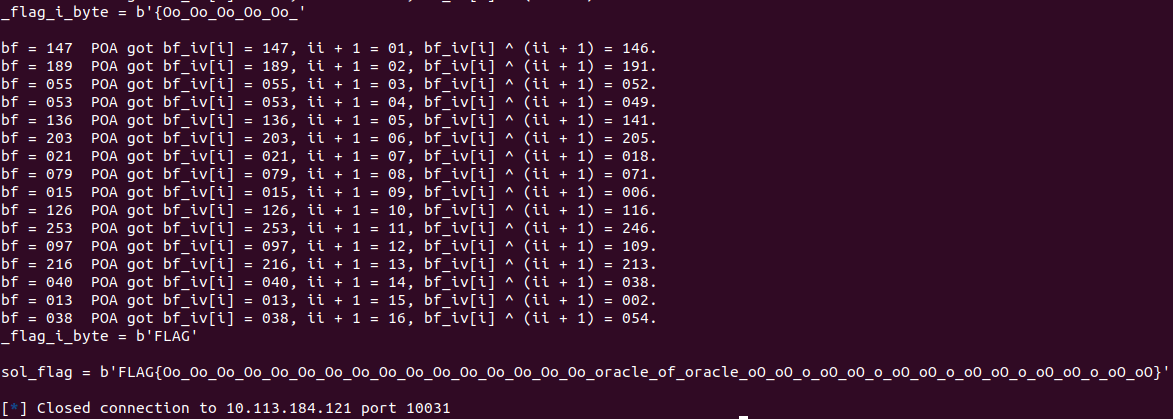 _flag_i_byte = b'{Oo_Oo_Oo_Oo_Oo_'
bf = 147  POA got bf_iv[i] = 147, ii + 1 = 01, bf_iv[i] ^ (ii + 1) = 146.
bf = 189  POA got bf_iv[i] = 189, ii + 1 = 02, bf_iv[i] ^ (ii + 1) = 191.
bf = 055  POA got bf_iv[i] = 055, ii + 1 = 03, bf_iv[i] ^ (ii + 1) = 052.
bf = 053  POA got bf_iv[i] = 053, ii + 1 = 04, bf_iv[i] ^ (ii + 1) = 049.
bf = 136  POA got bf_iv[i] = 136, ii + 1 = 05, bf_iv[i] ^ (ii + 1) = 141.
bf = 203  POA got bf_iv[i] = 203, ii + 1 = 06, bf_iv[i] ^ (ii + 1) = 205.
bf = 021  POA got bf_iv[i] = 021, ii + 1 = 07, bf_iv[i] ^ (ii + 1) = 018.
bf = 079  POA got bf_iv[i] = 079, ii + 1 = 08, bf_iv[i] ^ (ii + 1) = 071.
bf = 015  POA got bf_iv[i] = 015, ii + 1 = 09, bf_iv[i] ^ (ii + 1) = 006.
bf = 126  POA got bf_iv[i] = 126, ii + 1 = 10, bf_iv[i] ^ (ii + 1) = 116.
bf = 253  POA got bf_iv[i] = 253, ii + 1 = 11, bf_iv[i] ^ (ii + 1) = 246.
bf = 097  POA got bf_iv[i] = 097, ii + 1 = 12, bf_iv[i] ^ (ii + 1) = 109.
bf = 216  POA got bf_iv[i] = 216, ii + 1 = 13, bf_iv[i] ^ (ii + 1) = 213.
bf = 040  POA got bf_iv[i] = 040, ii + 1 = 14, bf_iv[i] ^ (ii + 1) = 038.
bf = 013  POA got bf_iv[i] = 013, ii + 1 = 15, bf_iv[i] ^ (ii + 1) = 002.
bf = 038  POA got bf_iv[i] = 038, ii + 1 = 16, bf_iv[i] ^ (ii + 1) = 054.
_flag_i_byte = b'FLAG'
sol_flag = b'FLAG{Oo_Oo_Oo_Oo_Oo_Oo_Oo_Oo_Oo_Oo_Oo_Oo_Oo_Oo_Oo_Oo_oracle_of_oracle_oO_oO_o_oO_oO_o_oO_oO_o_oO_oO_o_oO_oO_o_oO_oO}'
[*] Closed connection to 10.113.184.121 port 10031